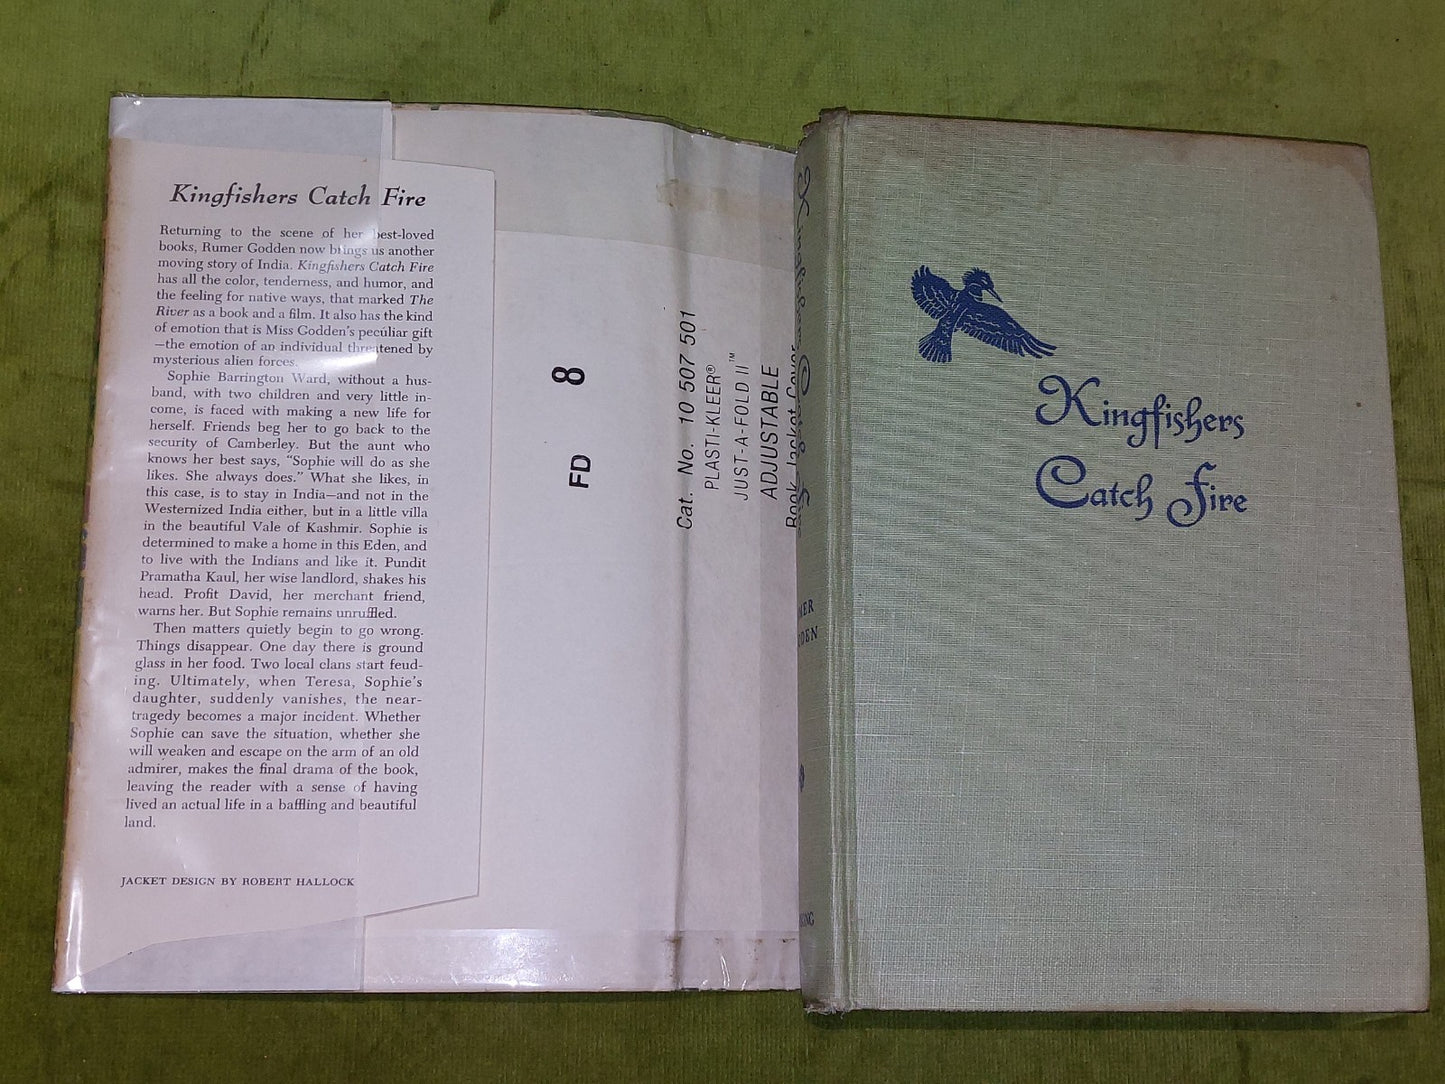 Kingfishers Catch Fire
Returning to the scene of her best-loved
books, Rumer Godden now brings us another
moving story of India. Kingfishers Catch Fire
has all the color, tenderness, and humor, and
the feeling for native ways, that marked The
River as a book and a film. It also has the kind
of emotion that is Miss Godden's peculiar gift
—the emotion of an individual threatened by
mysterious alien forces.
Sophie Barrington Ward, without a hus-
band, with two children and very little in-
come, is faced with making a new life for
herself. Friends beg her to go back to the
security of Camberley. But the aunt who
knows her best says, “Sophie will do as she
likes. She always does.” What she likes, in
this case, is to stay in India—and not in the
Westernized India either, but in a little villa
in the beautiful Vale of Kashmir. Sophie is
determined to make a home in this Eden, and
to live with the Indians and like it. Pundit
Pramatha Kaul, her wise landlord, shakes his
head. Profit David, her merchant friend,
warns her. But Sophie remains unruffled.
Then matters quietly begin to go wrong.
Things disappear. One day there is ground
glass in her food. Two local clans start feud-
ing. Ultimately, when Teresa, Sophie's
daughter, suddenly vanishes, the near-
tragedy becomes a major incident. Whether
Sophie can save the situation, whether she
will weaken and escape on the arm of an old
admirer, makes the final drama of the book,
leaving the reader with a sense of having
lived an actual life in a baffling and beautiful
land.
JACKET DESIGN BY ROBERT HALLOCK
FD 8
Cat. No. 10 507 501
PLASTI-KLEER®
JUST-A-FOLD II™
ADJUSTABLE
Book Jacket Cover
Kingfishers
Catch Fire